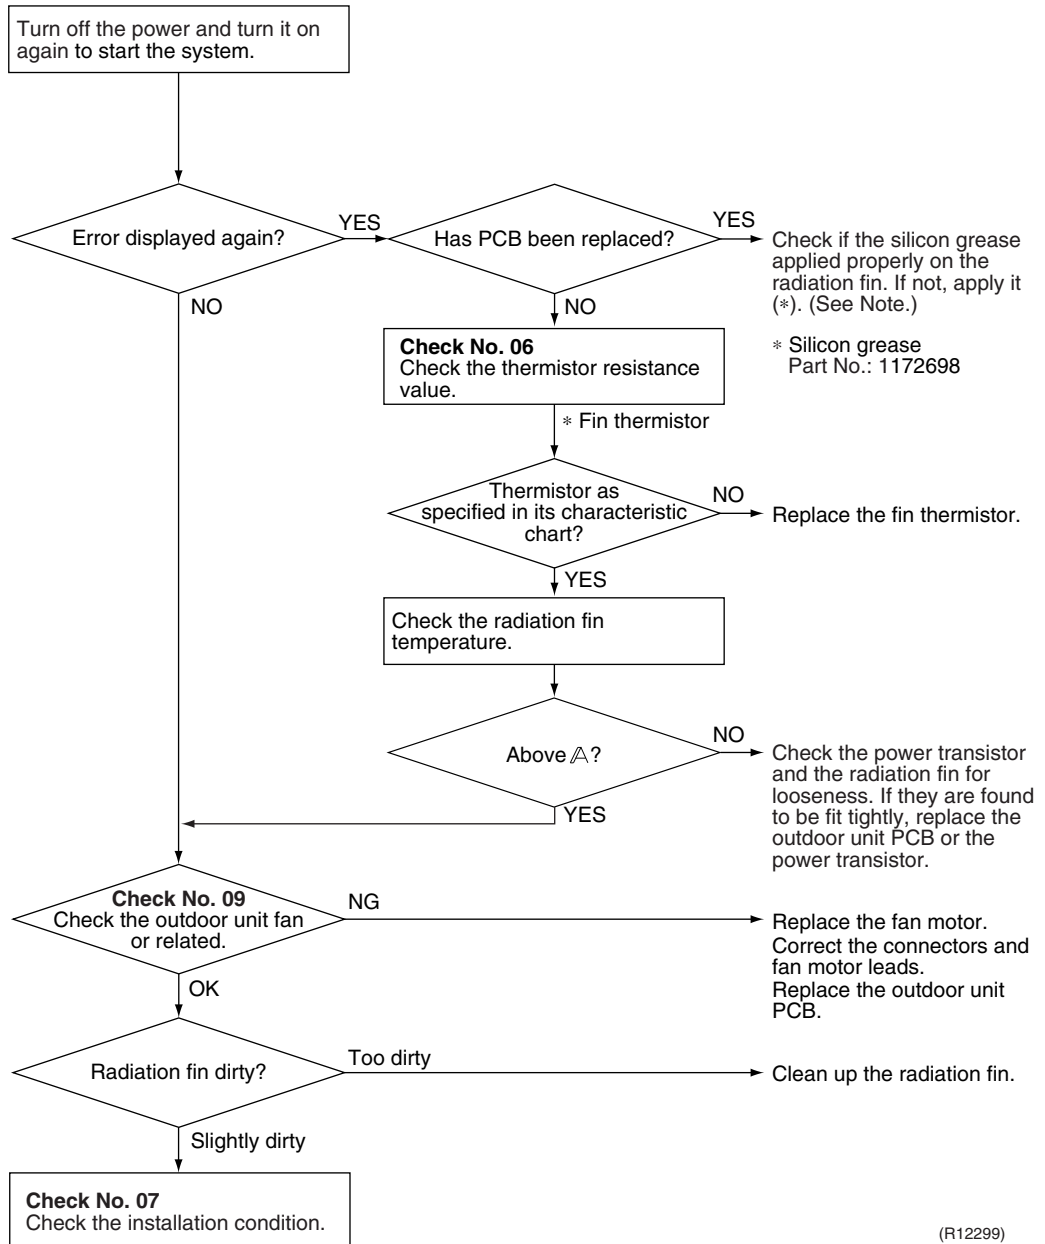 Turn off the power and turn it on
again to start the system.
Error displayed again?
YES
NO
Has PCB been replaced?
YES
Check if the silicon grease
applied properly on the
radiation fin. If not, apply it
(*). (See Note.)
* Silicon grease
Part No.: 1172698
NO
Check No. 06
Check the thermistor resistance
value.
* Fin thermistor
Thermistor as
specified in its characteristic
chart?
NO
Replace the fin thermistor.
YES
Check the radiation fin
temperature.
Above 𝔸?
NO
Check the power transistor
and the radiation fin for
looseness. If they are found
to be fit tightly, replace the
outdoor unit PCB or the
power transistor.
YES
Check No. 09
Check the outdoor unit fan
or related.
NG
Replace the fan motor.
Correct the connectors and
fan motor leads.
Replace the outdoor unit
PCB.
OK
Radiation fin dirty?
Too dirty
Clean up the radiation fin.
Slightly dirty
Check No. 07
Check the installation condition.
(R12299)